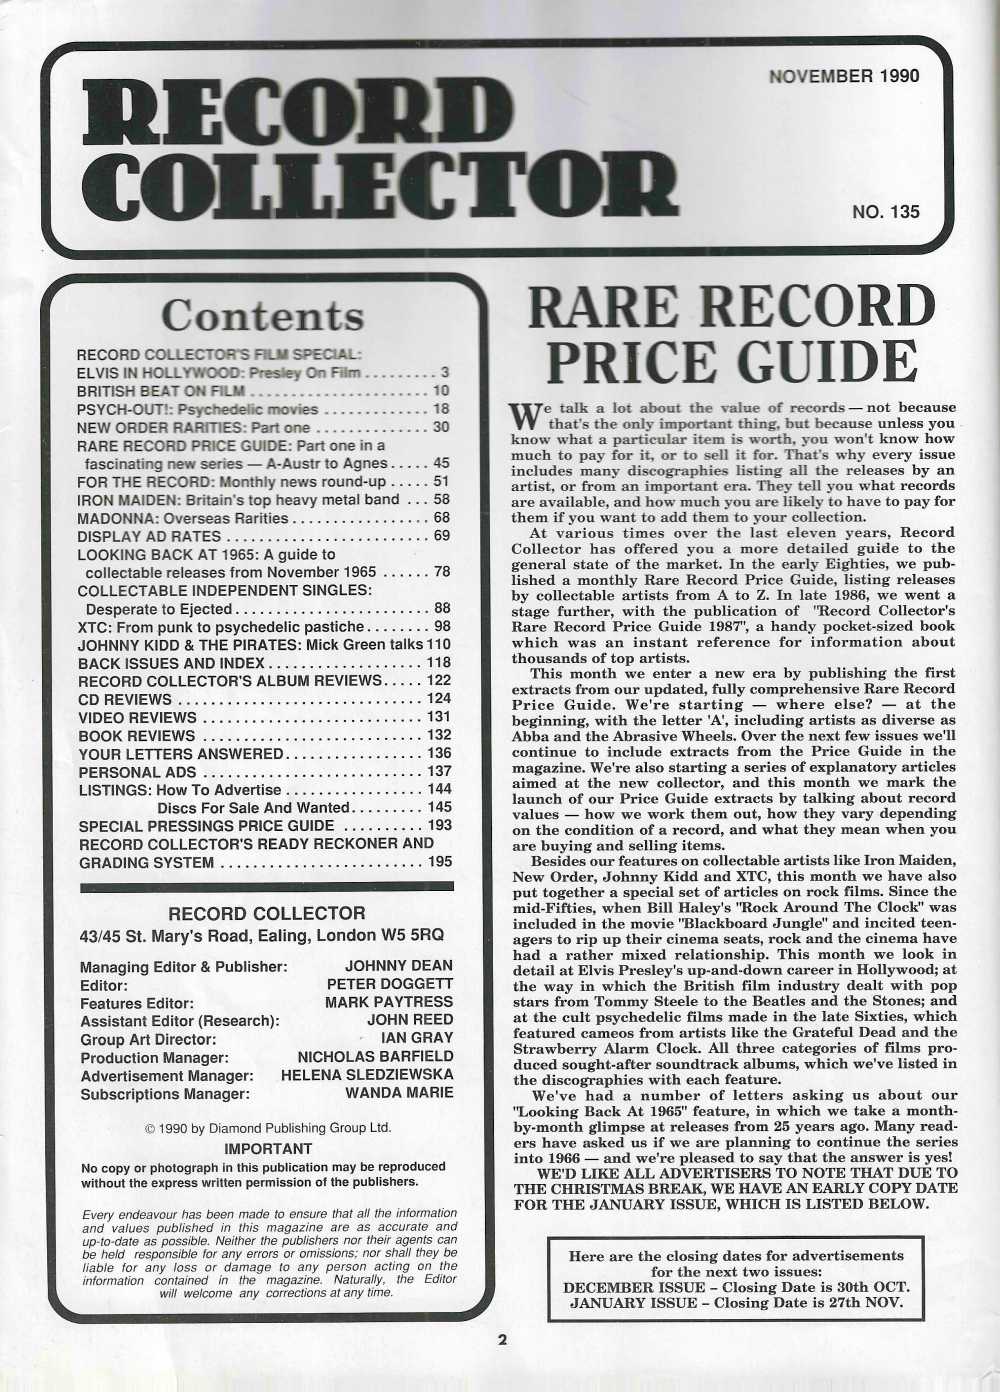 RECORD
COLLECTOR
NOVEMBER 1990
NO. 135
Contents
RECORD COLLECTOR'S FILM SPECIAL:
ELVIS IN HOLLYWOOD: Presley On Film . . . . . . . . . 3
BRITISH BEAT ON FILM . . . . . . . . . . . . . . . . . . . . . . . 10
PSYCH-OUT!: Psychedelic movies . . . . . . . . . . . . . 18
NEW ORDER RARITIES: Part one . . . . . . . . . . . . . . 30
RARE RECORD PRICE GUIDE: Part one in a
fascinating new series — A-Austr to Agnes . . . . . 45
FOR THE RECORD: Monthly news round-up . . . . . 51
IRON MAIDEN: Britain's top heavy metal band . . . 58
MADONNA: Overseas Rarities . . . . . . . . . . . . . . . . . 68
DISPLAY AD RATES . . . . . . . . . . . . . . . . . . . . . . . . . 69
LOOKING BACK AT 1965: A guide to
collectable releases from November 1965 . . . . . . 78
COLLECTABLE INDEPENDENT SINGLES:
Desperate to Ejected . . . . . . . . . . . . . . . . . . . . . . . . 88
XTC: From punk to psychedelic pastiche . . . . . . . . 98
JOHNNY KIDD & THE PIRATES: Mick Green talks 110
BACK ISSUES AND INDEX . . . . . . . . . . . . . . . . . . . 118
RECORD COLLECTOR'S ALBUM REVIEWS . . . . . 122
CD REVIEWS . . . . . . . . . . . . . . . . . . . . . . . . . . . . . . 124
VIDEO REVIEWS . . . . . . . . . . . . . . . . . . . . . . . . . . . 131
BOOK REVIEWS . . . . . . . . . . . . . . . . . . . . . . . . . . . 132
YOUR LETTERS ANSWERED . . . . . . . . . . . . . . . . . 136
PERSONAL ADS . . . . . . . . . . . . . . . . . . . . . . . . . . . 137
LISTINGS: How To Advertise . . . . . . . . . . . . . . . . . 144
Discs For Sale And Wanted . . . . . . . . . 145
SPECIAL PRESSINGS PRICE GUIDE . . . . . . . . . . 193
RECORD COLLECTOR'S READY RECKONER AND
GRADING SYSTEM . . . . . . . . . . . . . . . . . . . . . . . . . 195
RECORD COLLECTOR
43/45 St. Mary's Road, Ealing, London W5 5RQ
Managing Editor & Publisher: JOHNNY DEAN
Editor: PETER DOGGETT
Features Editor: MARK PAYTRESS
Assistant Editor (Research): JOHN REED
Group Art Director: IAN GRAY
Production Manager: NICHOLAS BARFIELD
Advertisement Manager: HELENA SLEDZIEWSKA
Subscriptions Manager: WANDA MARIE
© 1990 by Diamond Publishing Group Ltd.
IMPORTANT
No copy or photograph in this publication may be reproduced
without the express written permission of the publishers.
Every endeavour has been made to ensure that all the information
and values published in this magazine are as accurate and
up-to-date as possible. Neither the publishers nor their agents can
be held responsible for any errors or omissions; nor shall they be
liable for any loss or damage to any person acting on the
information contained in the magazine. Naturally, the Editor
will welcome any corrections at any time.
RARE RECORD
PRICE GUIDE
We talk a lot about the value of records — not because
that's the only important thing, but because unless you
know what a particular item is worth, you won't know how
much to pay for it, or to sell it for. That's why every issue
includes many discographies listing all the releases by an
artist, or from an important era. They tell you what records
are available, and how much you are likely to have to pay for
them if you want to add them to your collection.
At various times over the last eleven years, Record
Collector has offered you a more detailed guide to the
general state of the market. In the early Eighties, we pub-
lished a monthly Rare Record Price Guide, listing releases
by collectable artists from A to Z. In late 1986, we went a
stage further, with the publication of "Record Collector's
Rare Record Price Guide 1987", a handy pocket-sized book
which was an instant reference for information about
thousands of top artists.
This month we enter a new era by publishing the first
extracts from our updated, fully comprehensive Rare Record
Price Guide. We're starting — where else? — at the
beginning, with the letter 'A', including artists as diverse as
Abba and the Abrasive Wheels. Over the next few issues we'll
continue to include extracts from the Price Guide in the
magazine. We're also starting a series of explanatory articles
aimed at the new collector, and this month we mark the
launch of our Price Guide extracts by talking about record
values — how we work them out, how they vary depending
on the condition of a record, and what they mean when you
are buying and selling items.
Besides our features on collectable artists like Iron Maiden,
New Order, Johnny Kidd and XTC, this month we have also
put together a special set of articles on rock films. Since the
mid-Fifties, when Bill Haley's "Rock Around The Clock" was
included in the movie "Blackboard Jungle" and incited teen-
agers to rip up their cinema seats, rock and the cinema have
had a rather mixed relationship. This month we look in
detail at Elvis Presley's up-and-down career in Hollywood; at
the way in which the British film industry dealt with pop
stars from Tommy Steele to the Beatles and the Stones; and
at the cult psychedelic films made in the late Sixties, which
featured cameos from artists like the Grateful Dead and the
Strawberry Alarm Clock. All three categories of films pro-
duced sought-after soundtrack albums, which we've listed in
the discographies with each feature.
We've had a number of letters asking us about our
"Looking Back At 1965" feature, in which we take a month-
by-month glimpse at releases from 25 years ago. Many read-
ers have asked us if we are planning to continue the series
into 1966 — and we're pleased to say that the answer is yes!
WE'D LIKE ALL ADVERTISERS TO NOTE THAT DUE TO
THE CHRISTMAS BREAK, WE HAVE AN EARLY COPY DATE
FOR THE JANUARY ISSUE, WHICH IS LISTED BELOW.
Here are the closing dates for advertisements
for the next two issues:
DECEMBER ISSUE – Closing Date is 30th OCT.
JANUARY ISSUE – Closing Date is 27th NOV.
2